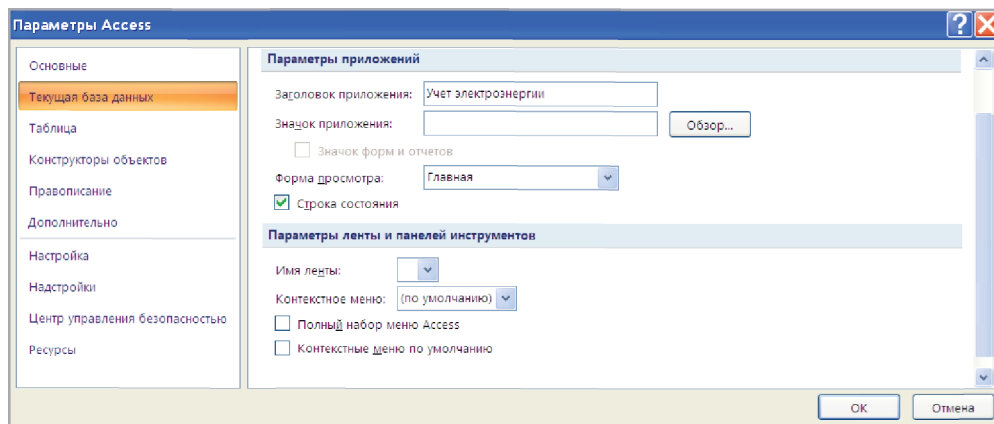 Параметры Access
Основные
Текущая база данных
Таблица
Конструкторы объектов
Правописание
Дополнительно
Настройка
Надстройки
Центр управления безопасностью
Ресурсы
Параметры приложений
Заголовок приложения: Учет электроэнергии
Значок приложения: Обзор...
Значок форм и отчетов
Форма просмотра: Главная
Строка состояния
Параметры ленты и панелей инструментов
Имя ленты:
Контекстное меню: (по умолчанию)
Полный набор меню Access
Контекстные меню по умолчанию
ОК Отмена